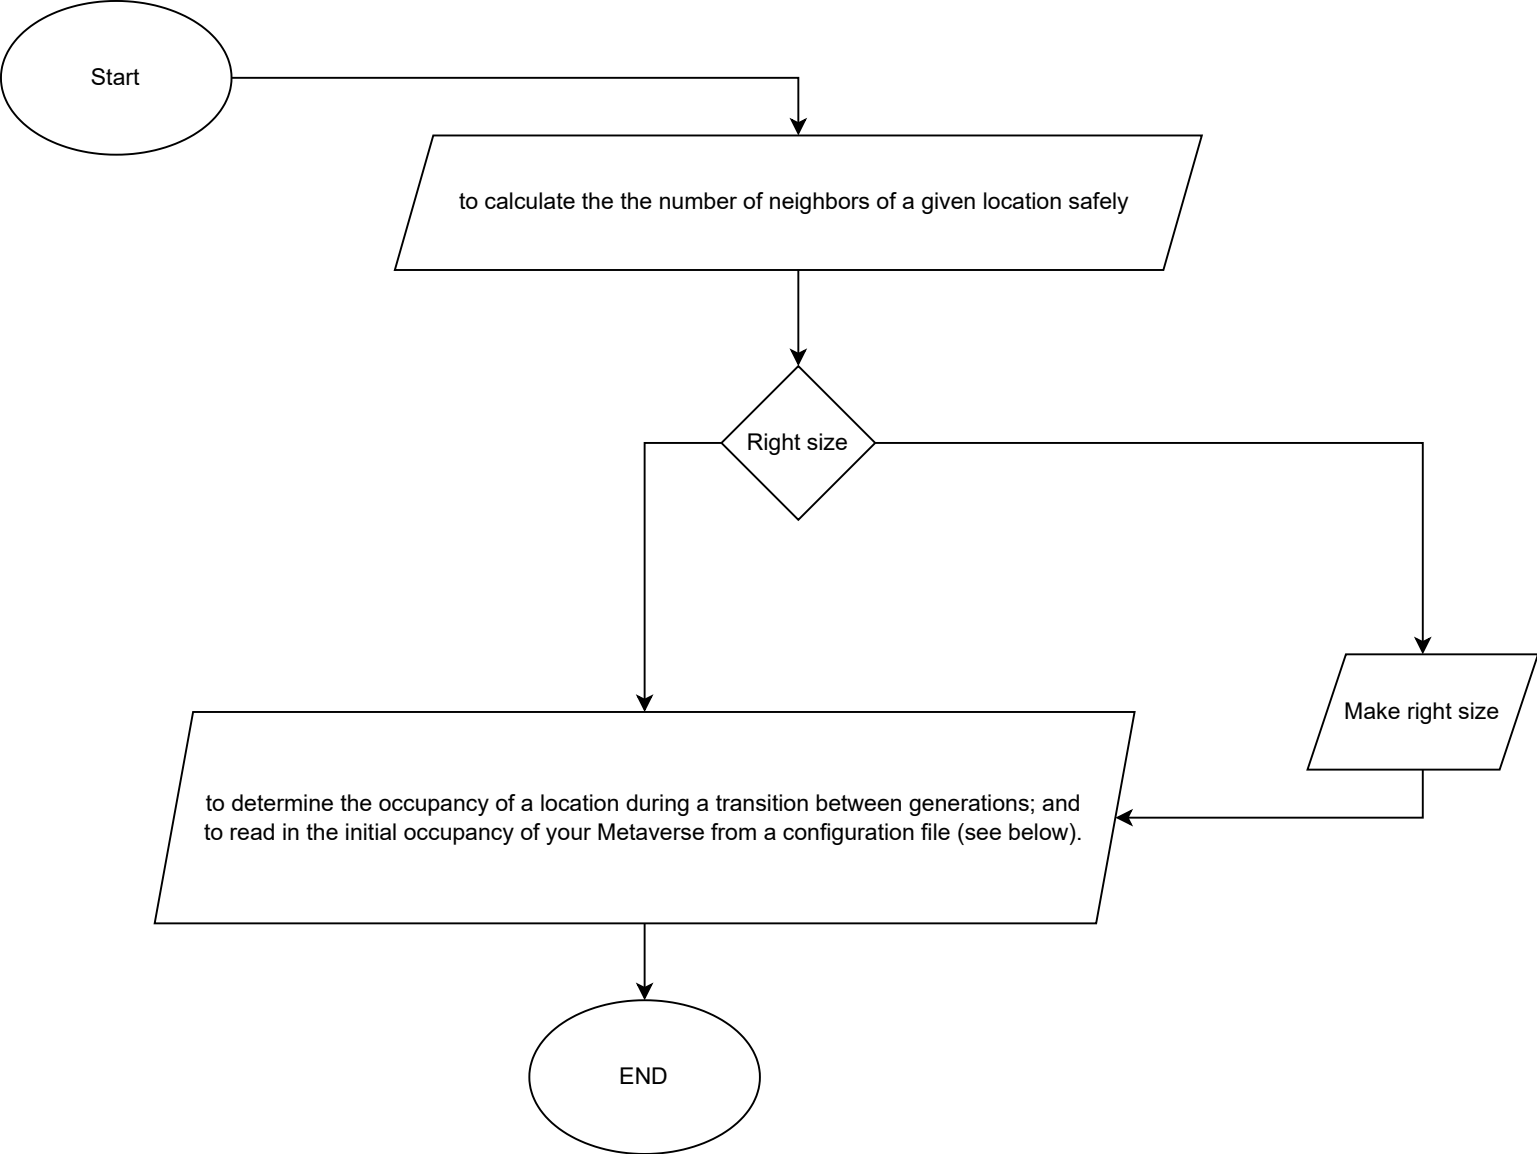 Start
to calculate the the number of neighbors of a given location safely
Right size
Make right size
to determine the occupancy of a location during a transition between generations; and
to read in the initial occupancy of your Metaverse from a configuration file (see below).
END